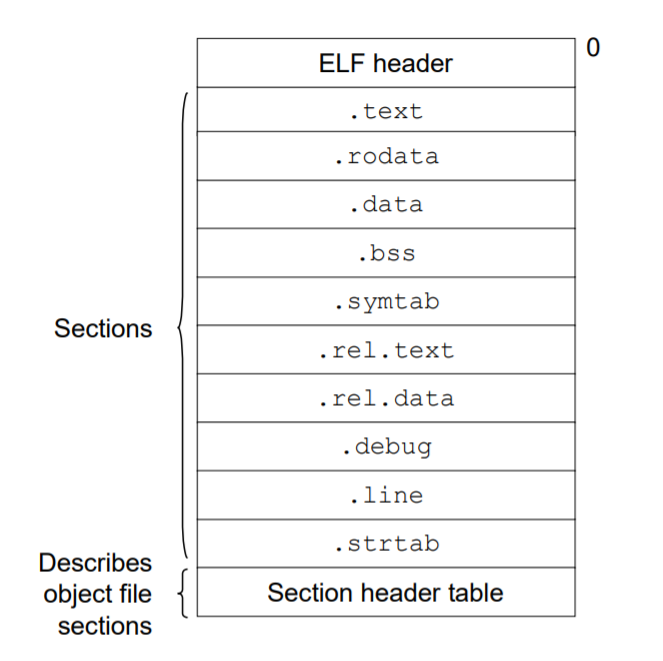 ELF header
0
.text
.rodata
.data
.bss
.symtab
.rel.text
.rel.data
.debug
.line
.strtab
Section header table
Sections
Describes
object file
sections